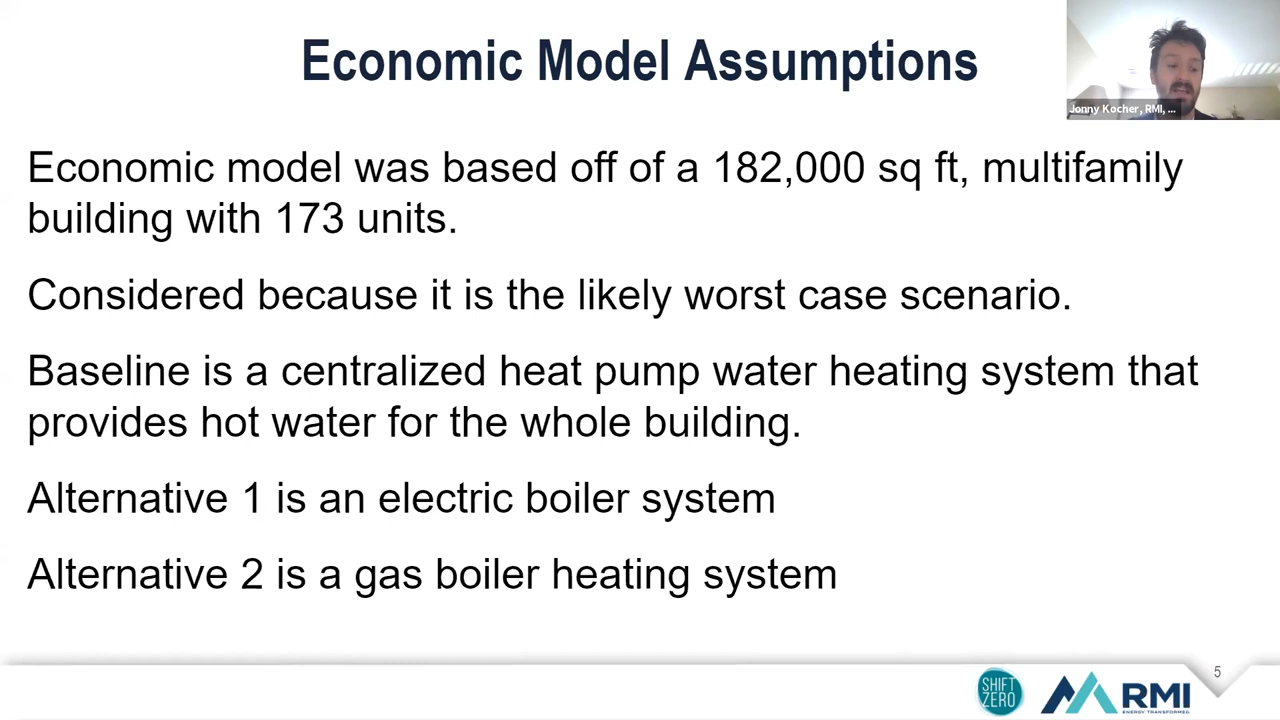 Economic Model Assumptions
Jonny Kocher, RMI, ...
Economic model was based off of a 182,000 sq ft, multifamily
building with 173 units.
Considered because it is the likely worst case scenario.
Baseline is a centralized heat pump water heating system that
provides hot water for the whole building.
Alternative 1 is an electric boiler system
Alternative 2 is a gas boiler heating system
5
SHIFT
ZERO
RMI
ENERGY TRANSFORMED